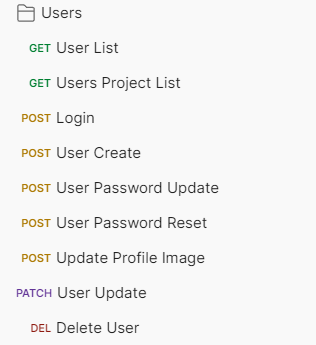 Users
GET User List
GET Users Project List
POST Login
POST User Create
POST User Password Update
POST User Password Reset
POST Update Profile Image
PATCH User Update
DEL Delete User